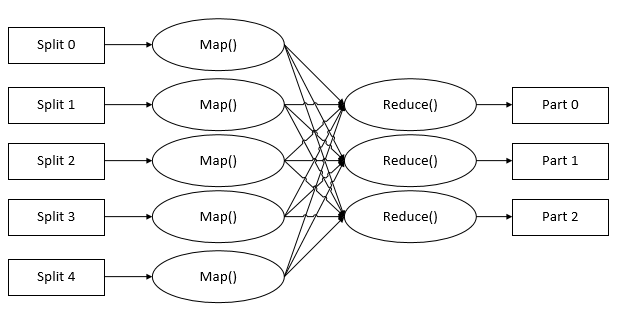 Split 0
Map()
Split 1
Map()
Reduce()
Part 0
Split 2
Map()
Reduce()
Part 1
Split 3
Map()
Reduce()
Part 2
Split 4
Map()